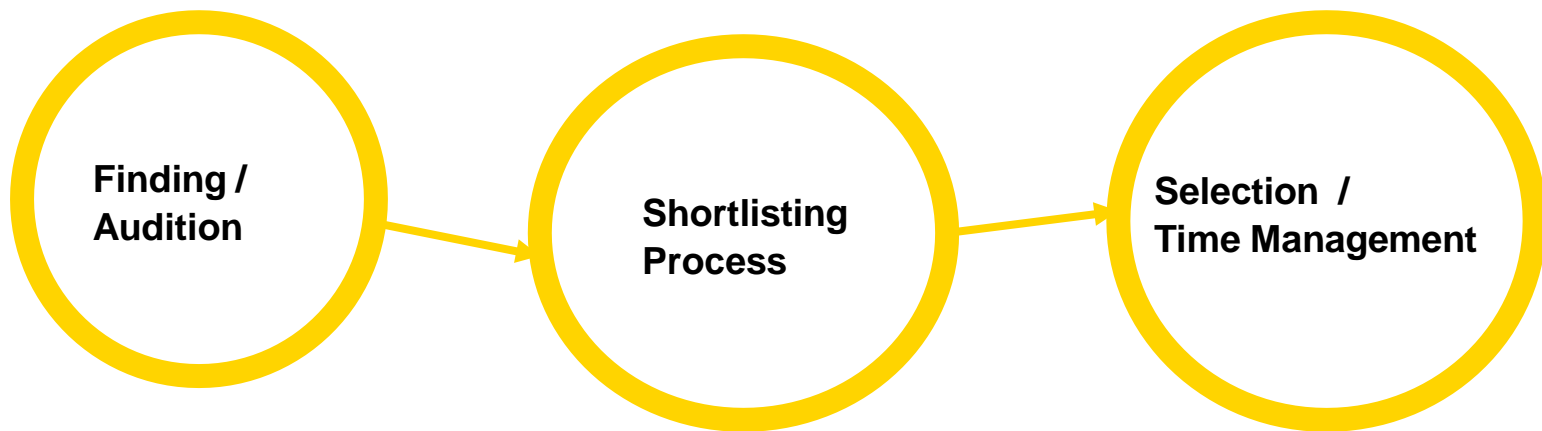 Finding /
Audition
Shortlisting
Process
Selection /
Time Management